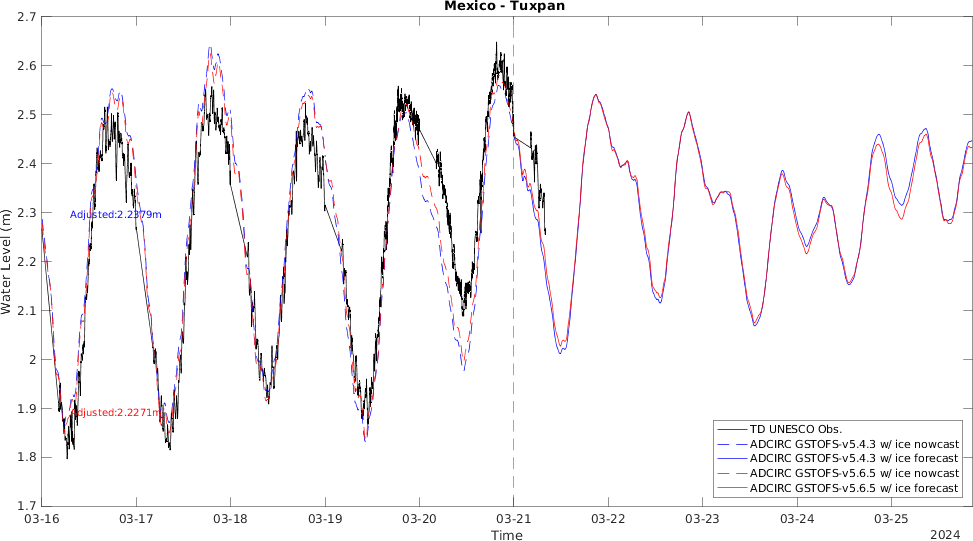 Mexico - Tuxpan
2.7
2.6
2.5
2.4
2.3
2.2
2.1
2
1.9
1.8
1.7
Water Level (m)
Adjusted:2.2379m
Adjusted:2.2271m
TD UNESCO Obs.
ADCIRC GSTOFS-v5.4.3 w/ ice nowcast
ADCIRC GSTOFS-v5.4.3 w/ ice forecast
ADCIRC GSTOFS-v5.6.5 w/ ice nowcast
ADCIRC GSTOFS-v5.6.5 w/ ice forecast
03-16 03-17 03-18 03-19 03-20 03-21 03-22 03-23 03-24 03-25
Time
2024